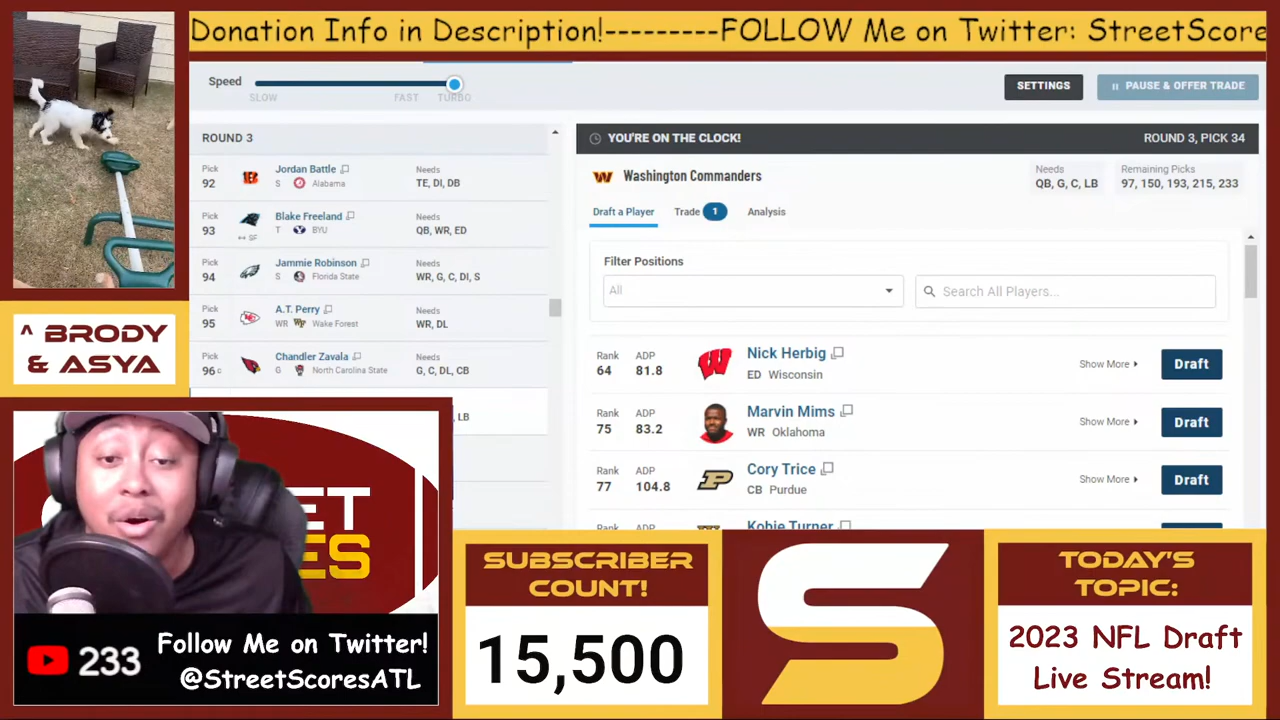 Donation Info in Description!---------FOLLOW Me on Twitter: StreetScore
Speed
SLOW
FAST
TURBO
SETTINGS
PAUSE & OFFER TRADE
ROUND 3
Pick
92
Jordan Battle
S Alabama
Needs
TE, DI, DB
Pick
93
SF
Blake Freeland
T BYU
Needs
QB, WR, ED
Pick
94
Jammie Robinson
S Florida State
Needs
WR, G, C, DI, S
Pick
95
A.T. Perry
WR Wake Forest
Needs
WR, DL
Pick
96 c
Chandler Zavala
G North Carolina State
Needs
G, C, DL, CB
LB
YOU'RE ON THE CLOCK!
ROUND 3, PICK 34
Washington Commanders
Needs
QB, G, C, LB
Remaining Picks
97, 150, 193, 215, 233
Draft a Player
Trade 1
Analysis
Filter Positions
All
Search All Players...
Rank
64
ADP
81.8
Nick Herbig
ED Wisconsin
Show More
Draft
Rank
75
ADP
83.2
Marvin Mims
WR Oklahoma
Show More
Draft
Rank
77
ADP
104.8
Cory Trice
CB Purdue
Show More
Draft
Rank
ADP
Kobie Turner
^ BRODY
& ASYA
ET
ES
233
Follow Me on Twitter!
@StreetScoresATL
SUBSCRIBER
COUNT!
15,500
S
TODAY'S
TOPIC:
2023 NFL Draft
Live Stream!